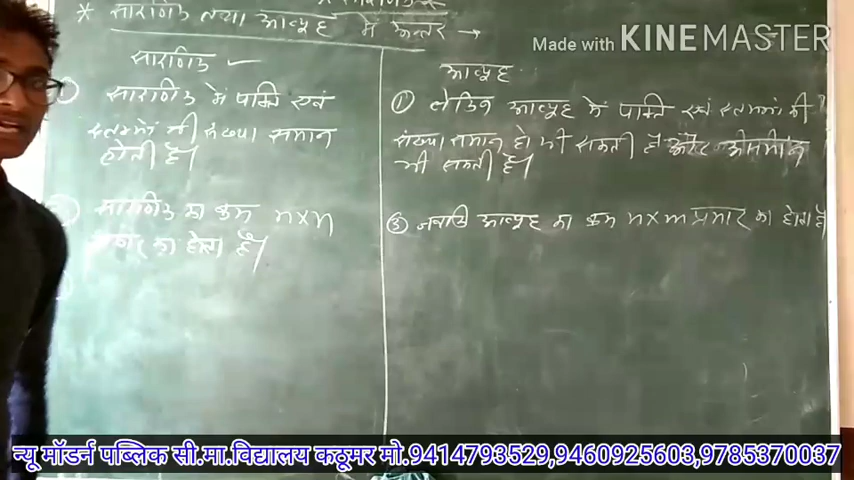 * सारणिक तथा आव्यूह में अन्तर →
Made with KINEMASTER
सारणिक
आव्यूह
① सारणिक में पंक्ति एवं
स्तम्भों की संख्या समान
होती है।
① लेकिन आव्यूह में पंक्ति एवं स्तम्भों की
संख्या समान हो भी सकती है और असमान
भी सकती है।
सारणिक का क्रम n×n
प्रकार का होता है।
जबकि आव्यूह का क्रम n×m प्रकार का होता है
न्यू मॉडर्न पब्लिक सी.मा.विद्यालय कठूमर मो.9414793529,9460925603,9785370037